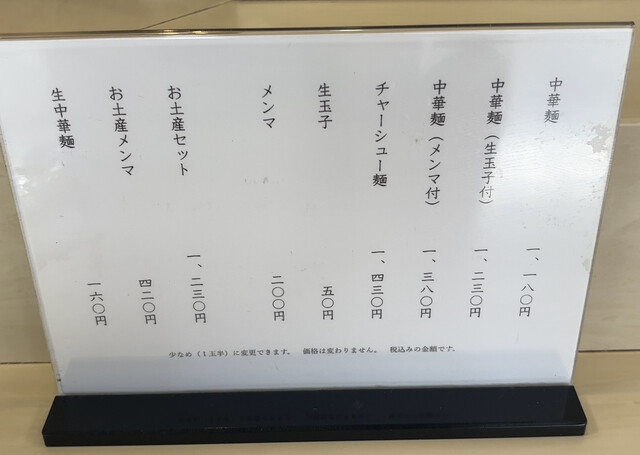 中華麺 一、一八〇円
中華麺（生玉子付） 一、二三〇円
中華麺（メンマ付） 一、三八〇円
チャーシュー麺 一、四三〇円
生玉子 五〇円
メンマ 二〇〇円
お土産セット 一、二三〇円
お土産メンマ 四二〇円
生中華麺 一六〇円
少なめ（１五牟）に変更できます。 価格は変わりません。 税込みの金額です。